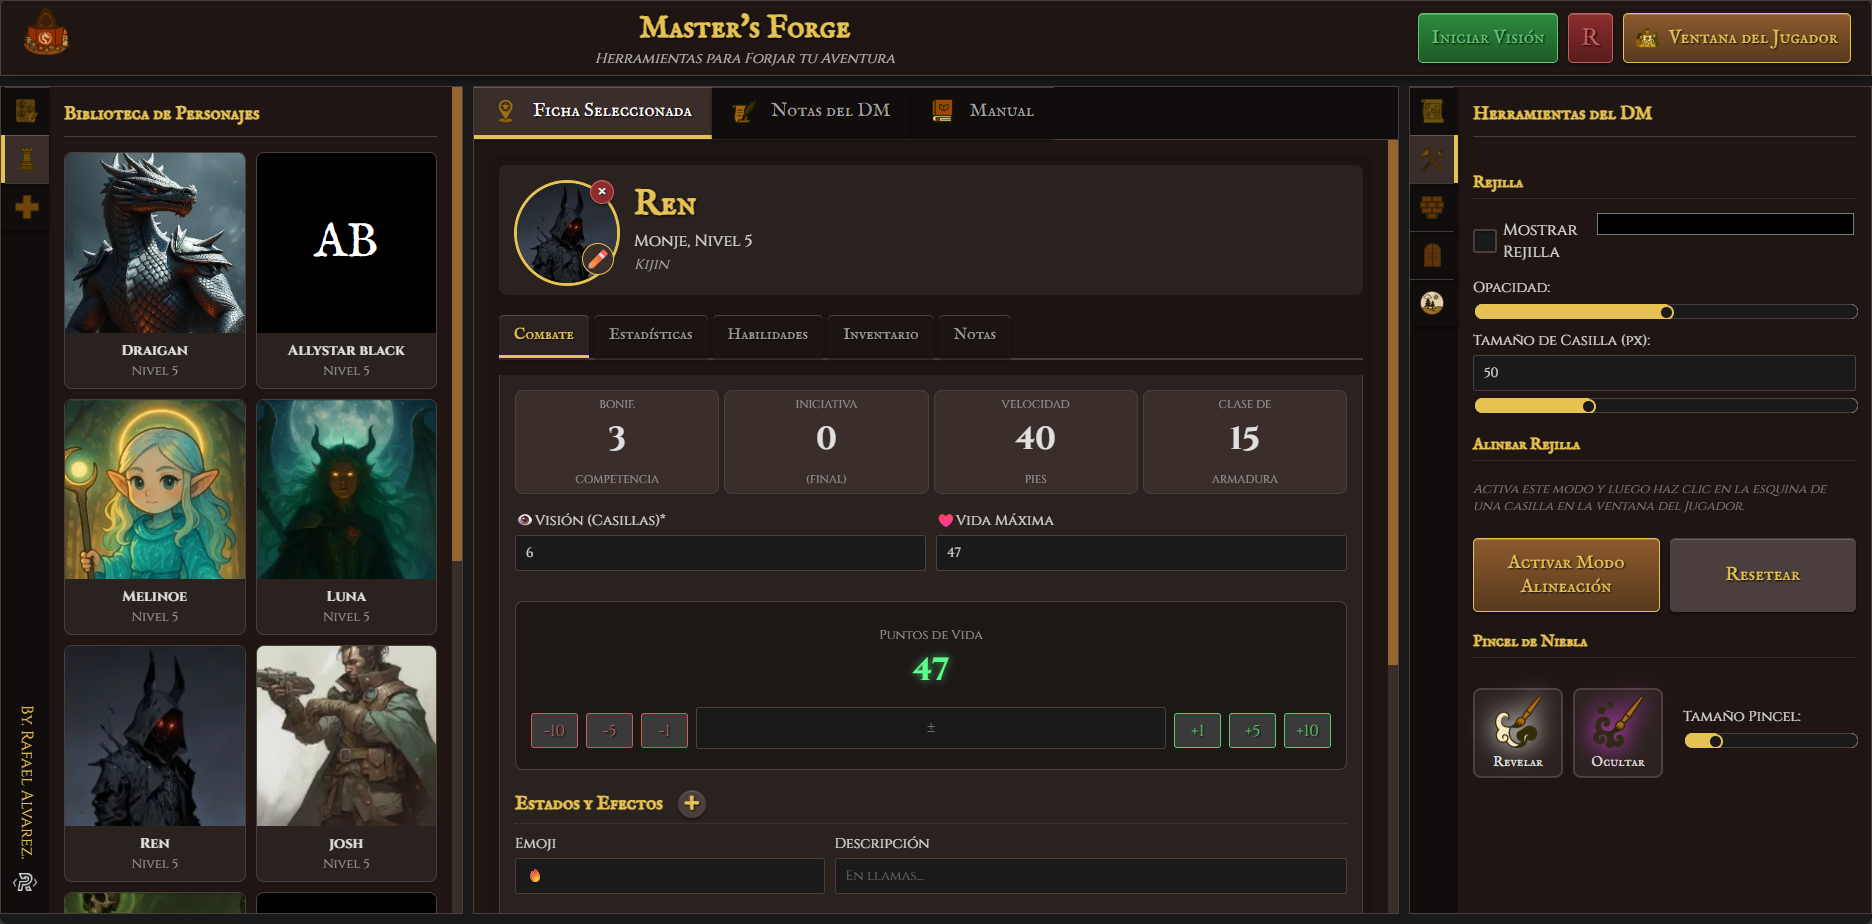 Master's Forge
Herramientas para Forjar tu Aventura
Iniciar Visión
R
Ventana del Jugador
Biblioteca de Personajes
Draigan
Nivel 5
AB
Allystar black
Nivel 5
Melinoe
Nivel 5
Luna
Nivel 5
Ren
Nivel 5
Josh
Nivel 5
By. Rafael Alvarez.
Ficha Seleccionada
Notas del DM
Manual
Ren
Monje, Nivel 5
Kijin
Combate
Estadísticas
Habilidades
Inventario
Notas
Bonif.
3
Competencia
Iniciativa
0
(Final)
Velocidad
40
Pies
Clase de
15
Armadura
Visión (Casillas)*
6
Vida Máxima
47
Puntos de Vida
47
-10
-5
-1
±
+1
+5
+10
Estados y Efectos
+
Emoji
🔥
Descripción
En llamas...
Herramientas del DM
Rejilla
Mostrar
Rejilla
Opacidad:
Tamaño de Casilla (px):
50
Alinear Rejilla
Activa este modo y luego haz clic en la esquina de
una casilla en la ventana del Jugador.
Activar Modo
Alineación
Resetear
Pincel de Niebla
Revelar
Ocultar
Tamaño Pincel: